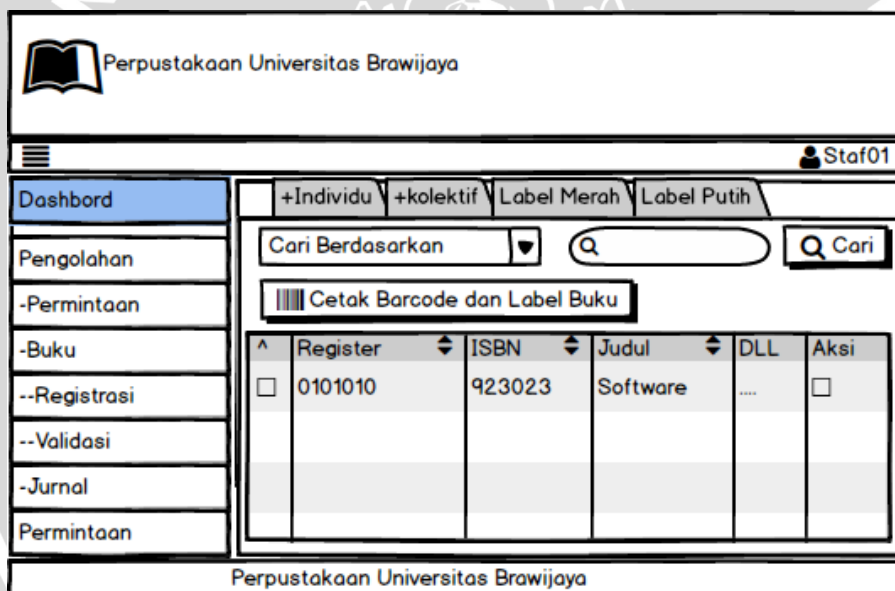 Perpustakaan Universitas Brawijaya
Staf01
Dashbord
Pengolahan
-Permintaan
-Buku
--Registrasi
--Validasi
-Jurnal
Permintaan
+Individu +kolektif Label Merah Label Putih
Cari Berdasarkan Cari
Cetak Barcode dan Label Buku
^ Register ISBN Judul DLL Aksi
0101010 923023 Software ....
Perpustakaan Universitas Brawijaya